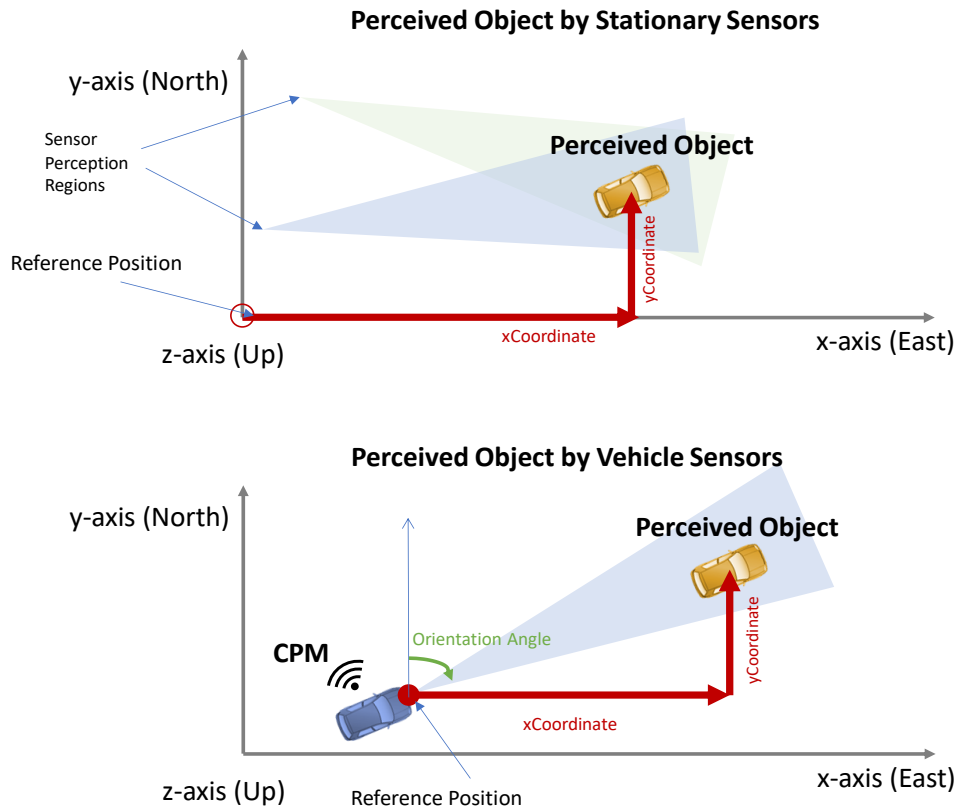 Perceived Object by Stationary Sensors
y-axis (North)
Sensor
Perception
Regions
Perceived Object
Reference Position
yCoordinate
xCoordinate
z-axis (Up)
x-axis (East)
Perceived Object by Vehicle Sensors
y-axis (North)
Perceived Object
Orientation Angle
CPM
yCoordinate
xCoordinate
z-axis (Up)
Reference Position
x-axis (East)